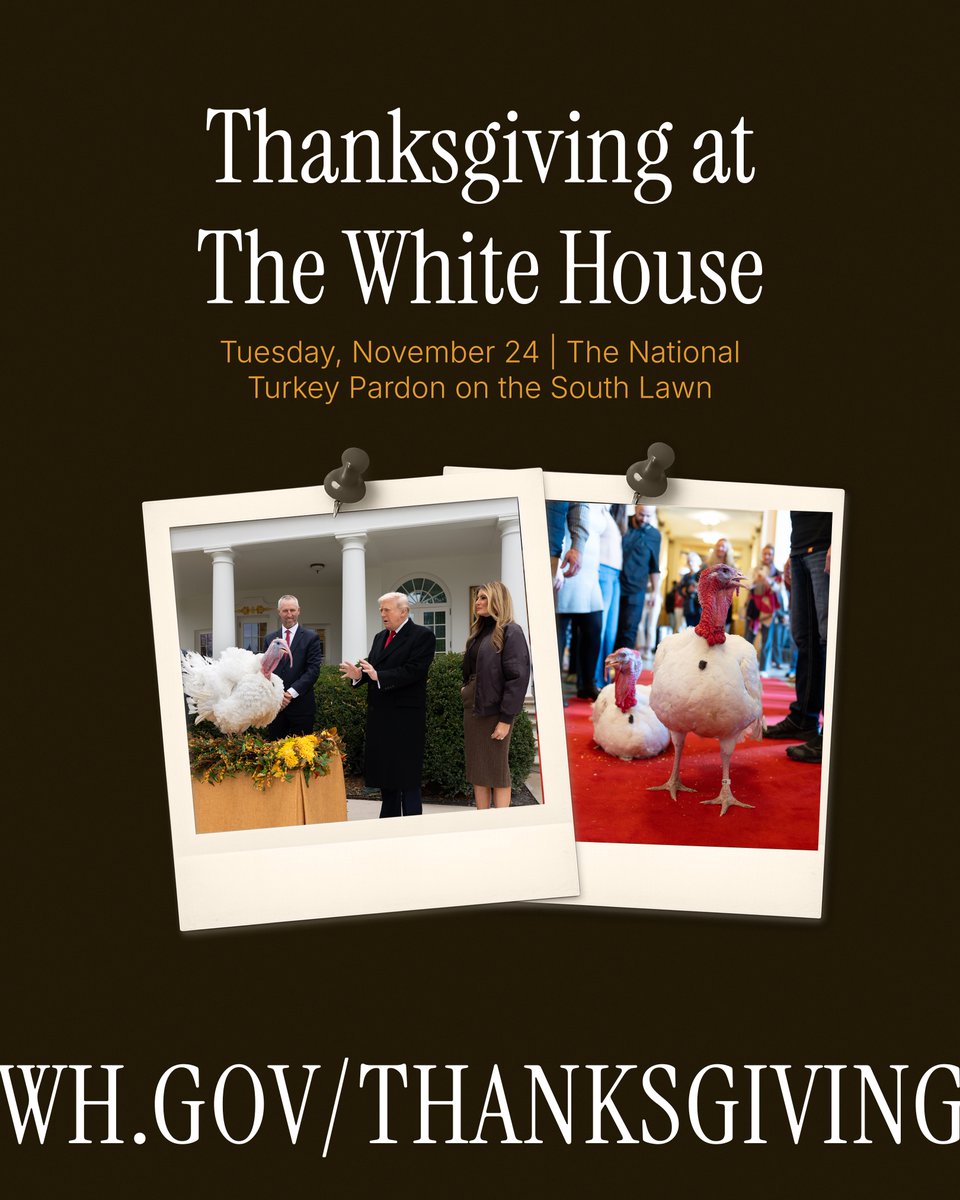 Thanksgiving at
The White House
Tuesday, November 24 | The National
Turkey Pardon on the South Lawn
WH.GOV/THANKSGIVING